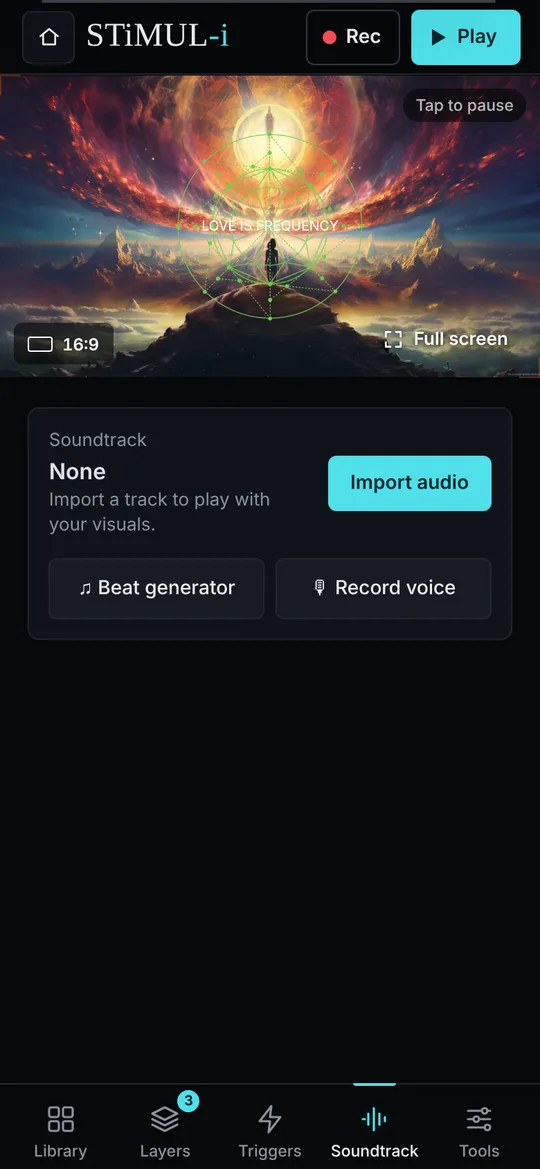 STiMUL-i
Rec
Play
Tap to pause
LOVE IS FREQUENCY
16:9
Full screen
Soundtrack
None
Import a track to play with
your visuals.
Import audio
♫ Beat generator
🎙 Record voice
3
Library
Layers
Triggers
Soundtrack
Tools